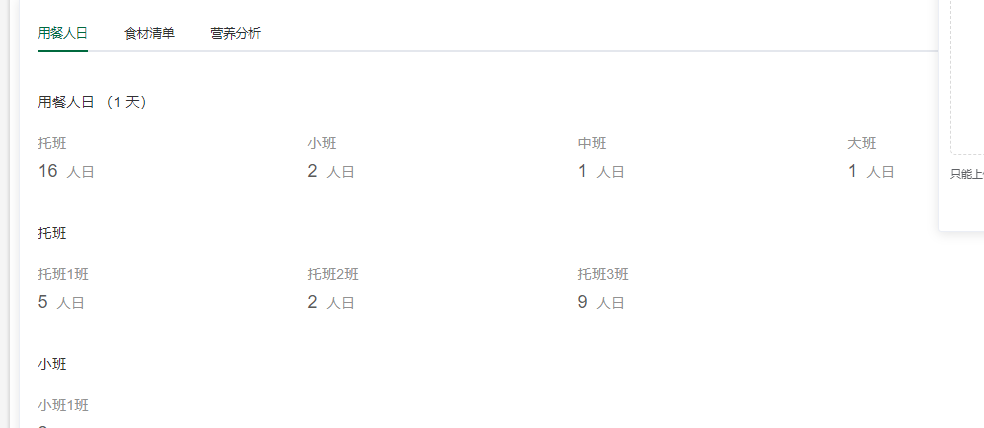 用餐人日 食材清单 营养分析
用餐人日 （1 天）
托班 小班 中班 大班
16 人日 2 人日 1 人日 1 人日
只能上
托班
托班1班 托班2班 托班3班
5 人日 2 人日 9 人日
小班
小班1班